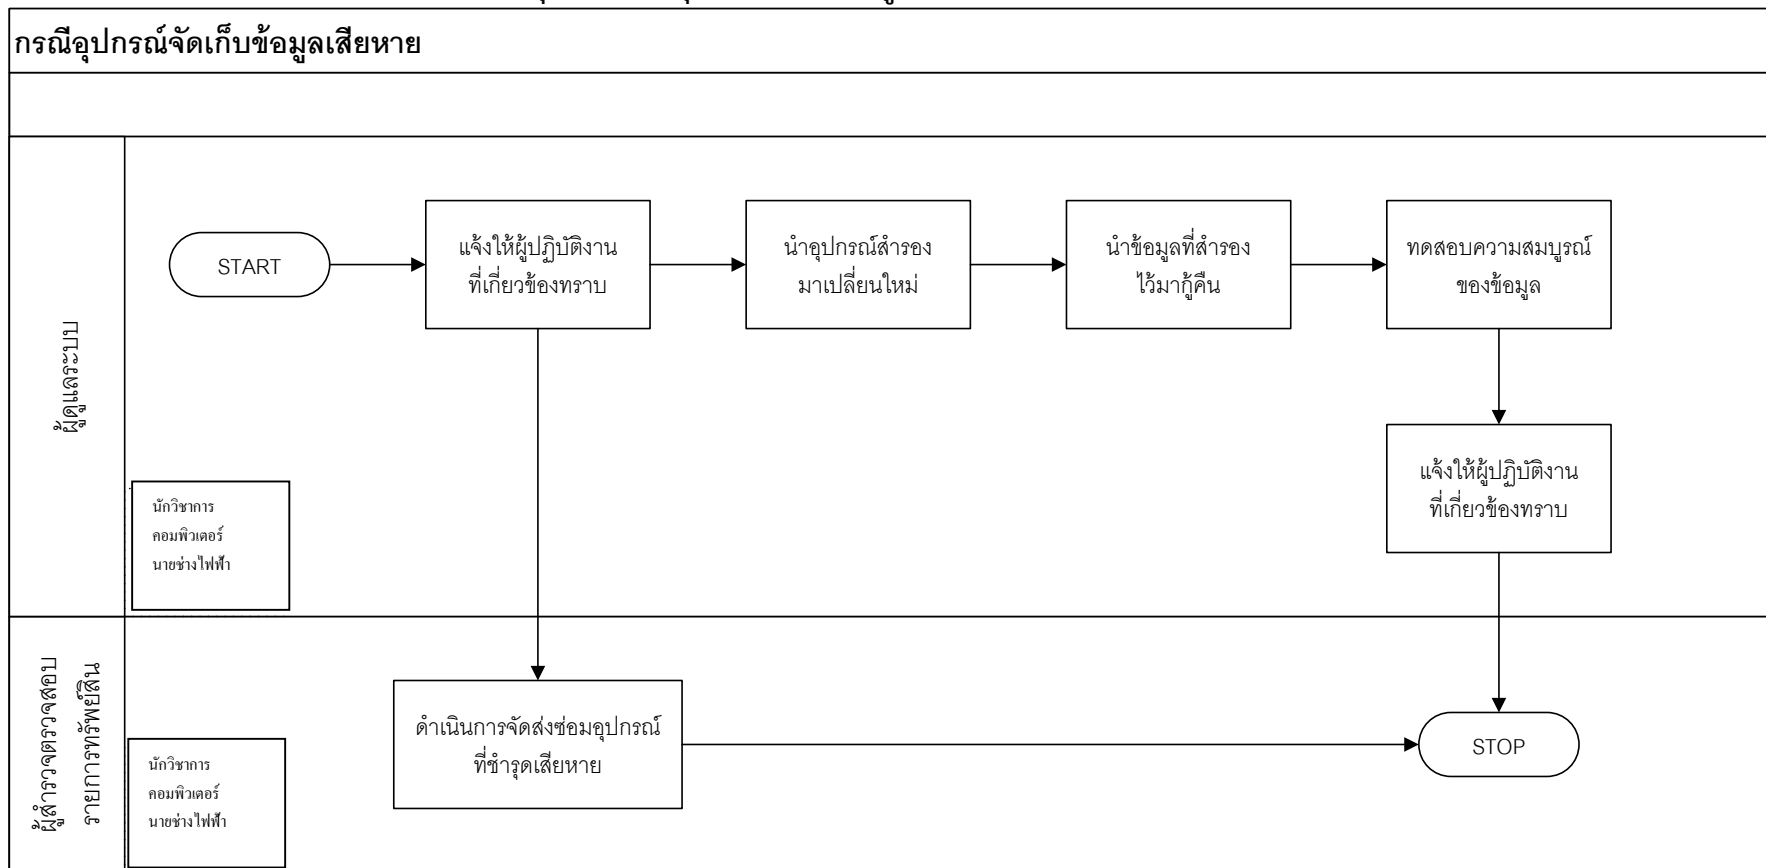 กรณีอุปกรณ์จัดเก็บข้อมูลเสียหาย
START
แจ้งให้ผู้ปฏิบัติงาน
ที่เกี่ยวข้องทราบ
นำอุปกรณ์สำรอง
มาเปลี่ยนใหม่
นำข้อมูลที่สำรอง
ไว้มากู้คืน
ทดสอบความสมบูรณ์
ของข้อมูล
ผู้ดูแลระบบ
แจ้งให้ผู้ปฏิบัติงาน
ที่เกี่ยวข้องทราบ
นักวิชาการ
คอมพิวเตอร์
นายช่างไฟฟ้า
ผู้สำรวจตรวจสอบ
รายการทรัพย์สิน
ดำเนินการจัดส่งซ่อมอุปกรณ์
ที่ชำรุดเสียหาย
STOP
นักวิชาการ
คอมพิวเตอร์
นายช่างไฟฟ้า